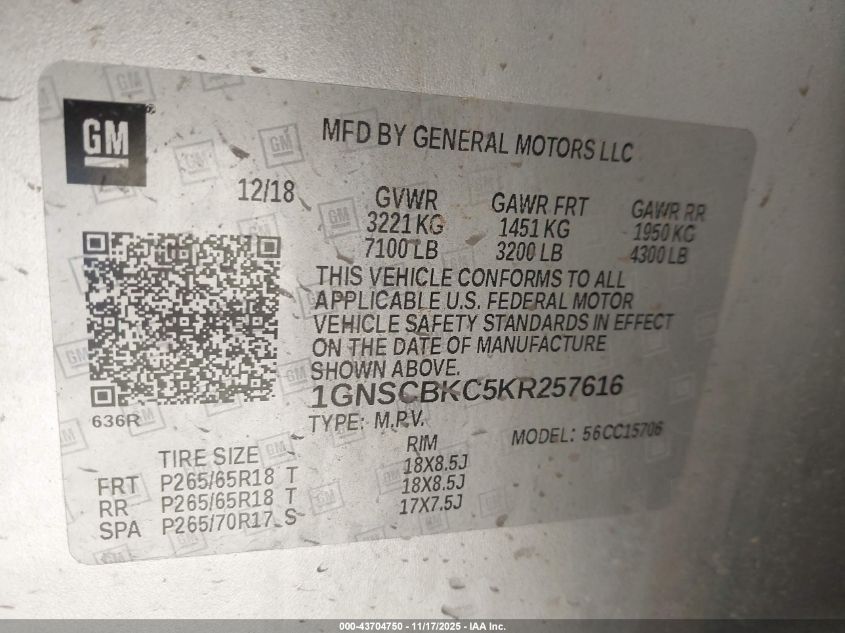 GM
MFD BY GENERAL MOTORS LLC
12/18
GVWR GAWR FRT GAWR RR
3221 KG 1451 KG 1950 KG
7100 LB 3200 LB 4300 LB
THIS VEHICLE CONFORMS TO ALL
APPLICABLE U.S. FEDERAL MOTOR
VEHICLE SAFETY STANDARDS IN EFFECT
ON THE DATE OF MANUFACTURE
SHOWN ABOVE.
1GNSCBKC5KR257616
636R
TYPE: M.P.V. MODEL: 56CC15706
TIRE SIZE RIM
FRT P265/65R18 T 18X8.5J
RR P265/65R18 T 18X8.5J
SPA P265/70R17 S 17X7.5J
000-43704750 - 11/17/2025 - IAA Inc.